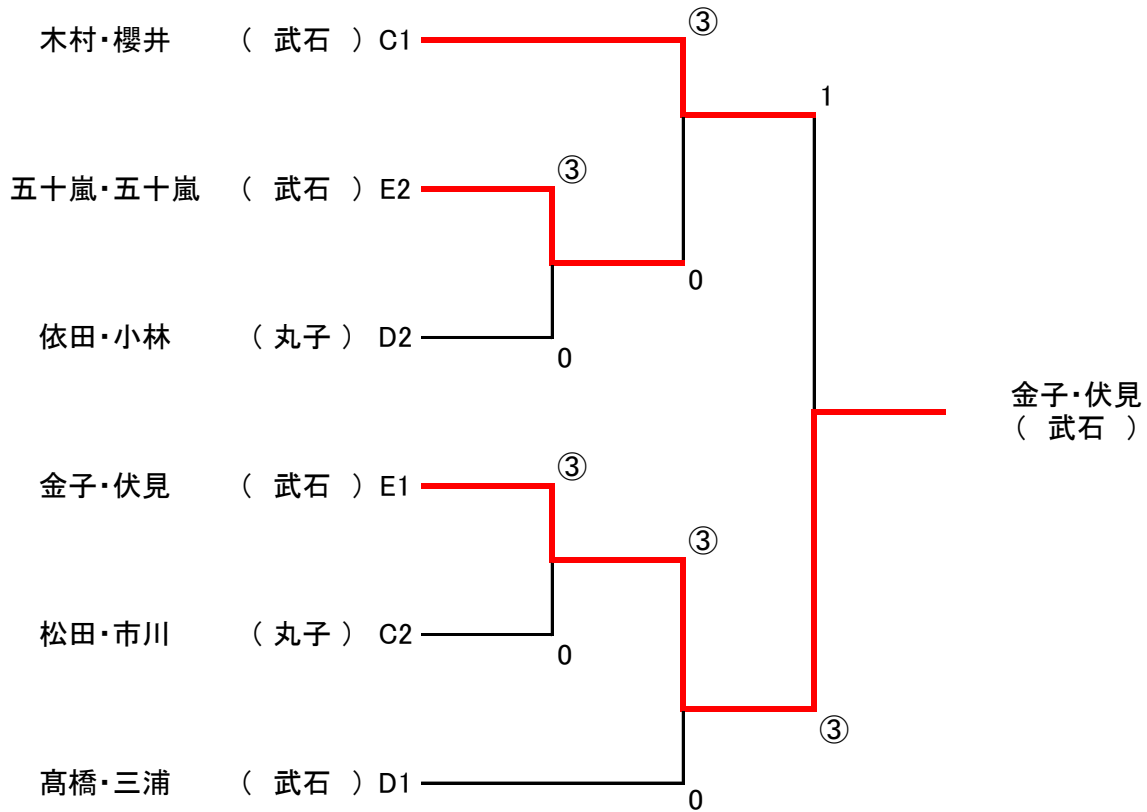 木村・櫻井 （ 武石 ） C1
③
1
五十嵐・五十嵐 （ 武石 ） E2
③
0
依田・小林 （ 丸子 ） D2
0
金子・伏見
（ 武石 ）
金子・伏見 （ 武石 ） E1
③
③
松田・市川 （ 丸子 ） C2
0
③
髙橋・三浦 （ 武石 ） D1
0